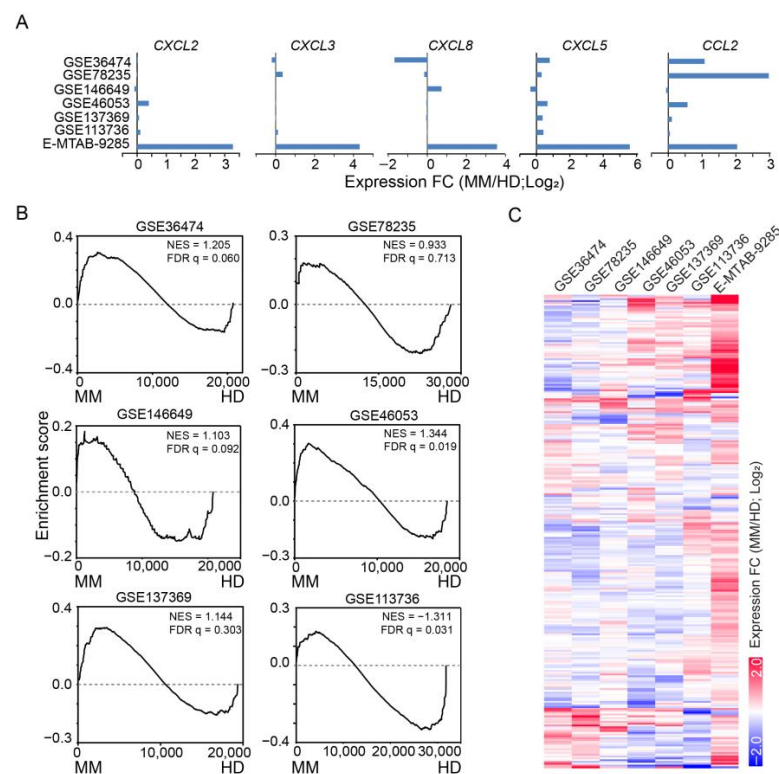 A
CXCL2 CXCL3 CXCL8 CXCL5 CCL2
GSE36474
GSE78235
GSE146649
GSE46053
GSE137369
GSE113736
E-MTAB-9285
0 1 2 3 0 2 4 −2 0 2 4 0 2 4 6 0 1 2 3
Expression FC (MM/HD;Log₂)
B
Enrichment score
GSE36474
NES = 1.205
FDR q = 0.060
0.4
0.0
−0.4
0 10,000 20,000
MM HD
GSE78235
NES = 0.933
FDR q = 0.713
0.3
0.0
−0.3
0 15,000 30,000
MM HD
GSE146649
NES = 1.103
FDR q = 0.092
0.2
0.0
−0.2
0 10,000 20,000
MM HD
GSE46053
NES = 1.344
FDR q = 0.019
0.4
0.0
−0.3
0 10,000 20,000
MM HD
GSE137369
NES = 1.144
FDR q = 0.303
0.4
0.0
−0.3
0 10,000 20,000
MM HD
GSE113736
NES = −1.311
FDR q = 0.031
0.3
0.0
−0.4
0 10,000 20,000 30,000
MM HD
C
GSE36474
GSE78235
GSE146649
GSE46053
GSE137369
GSE113736
E-MTAB-9285
−2.0 2.0
Expression FC (MM/HD; Log₂)